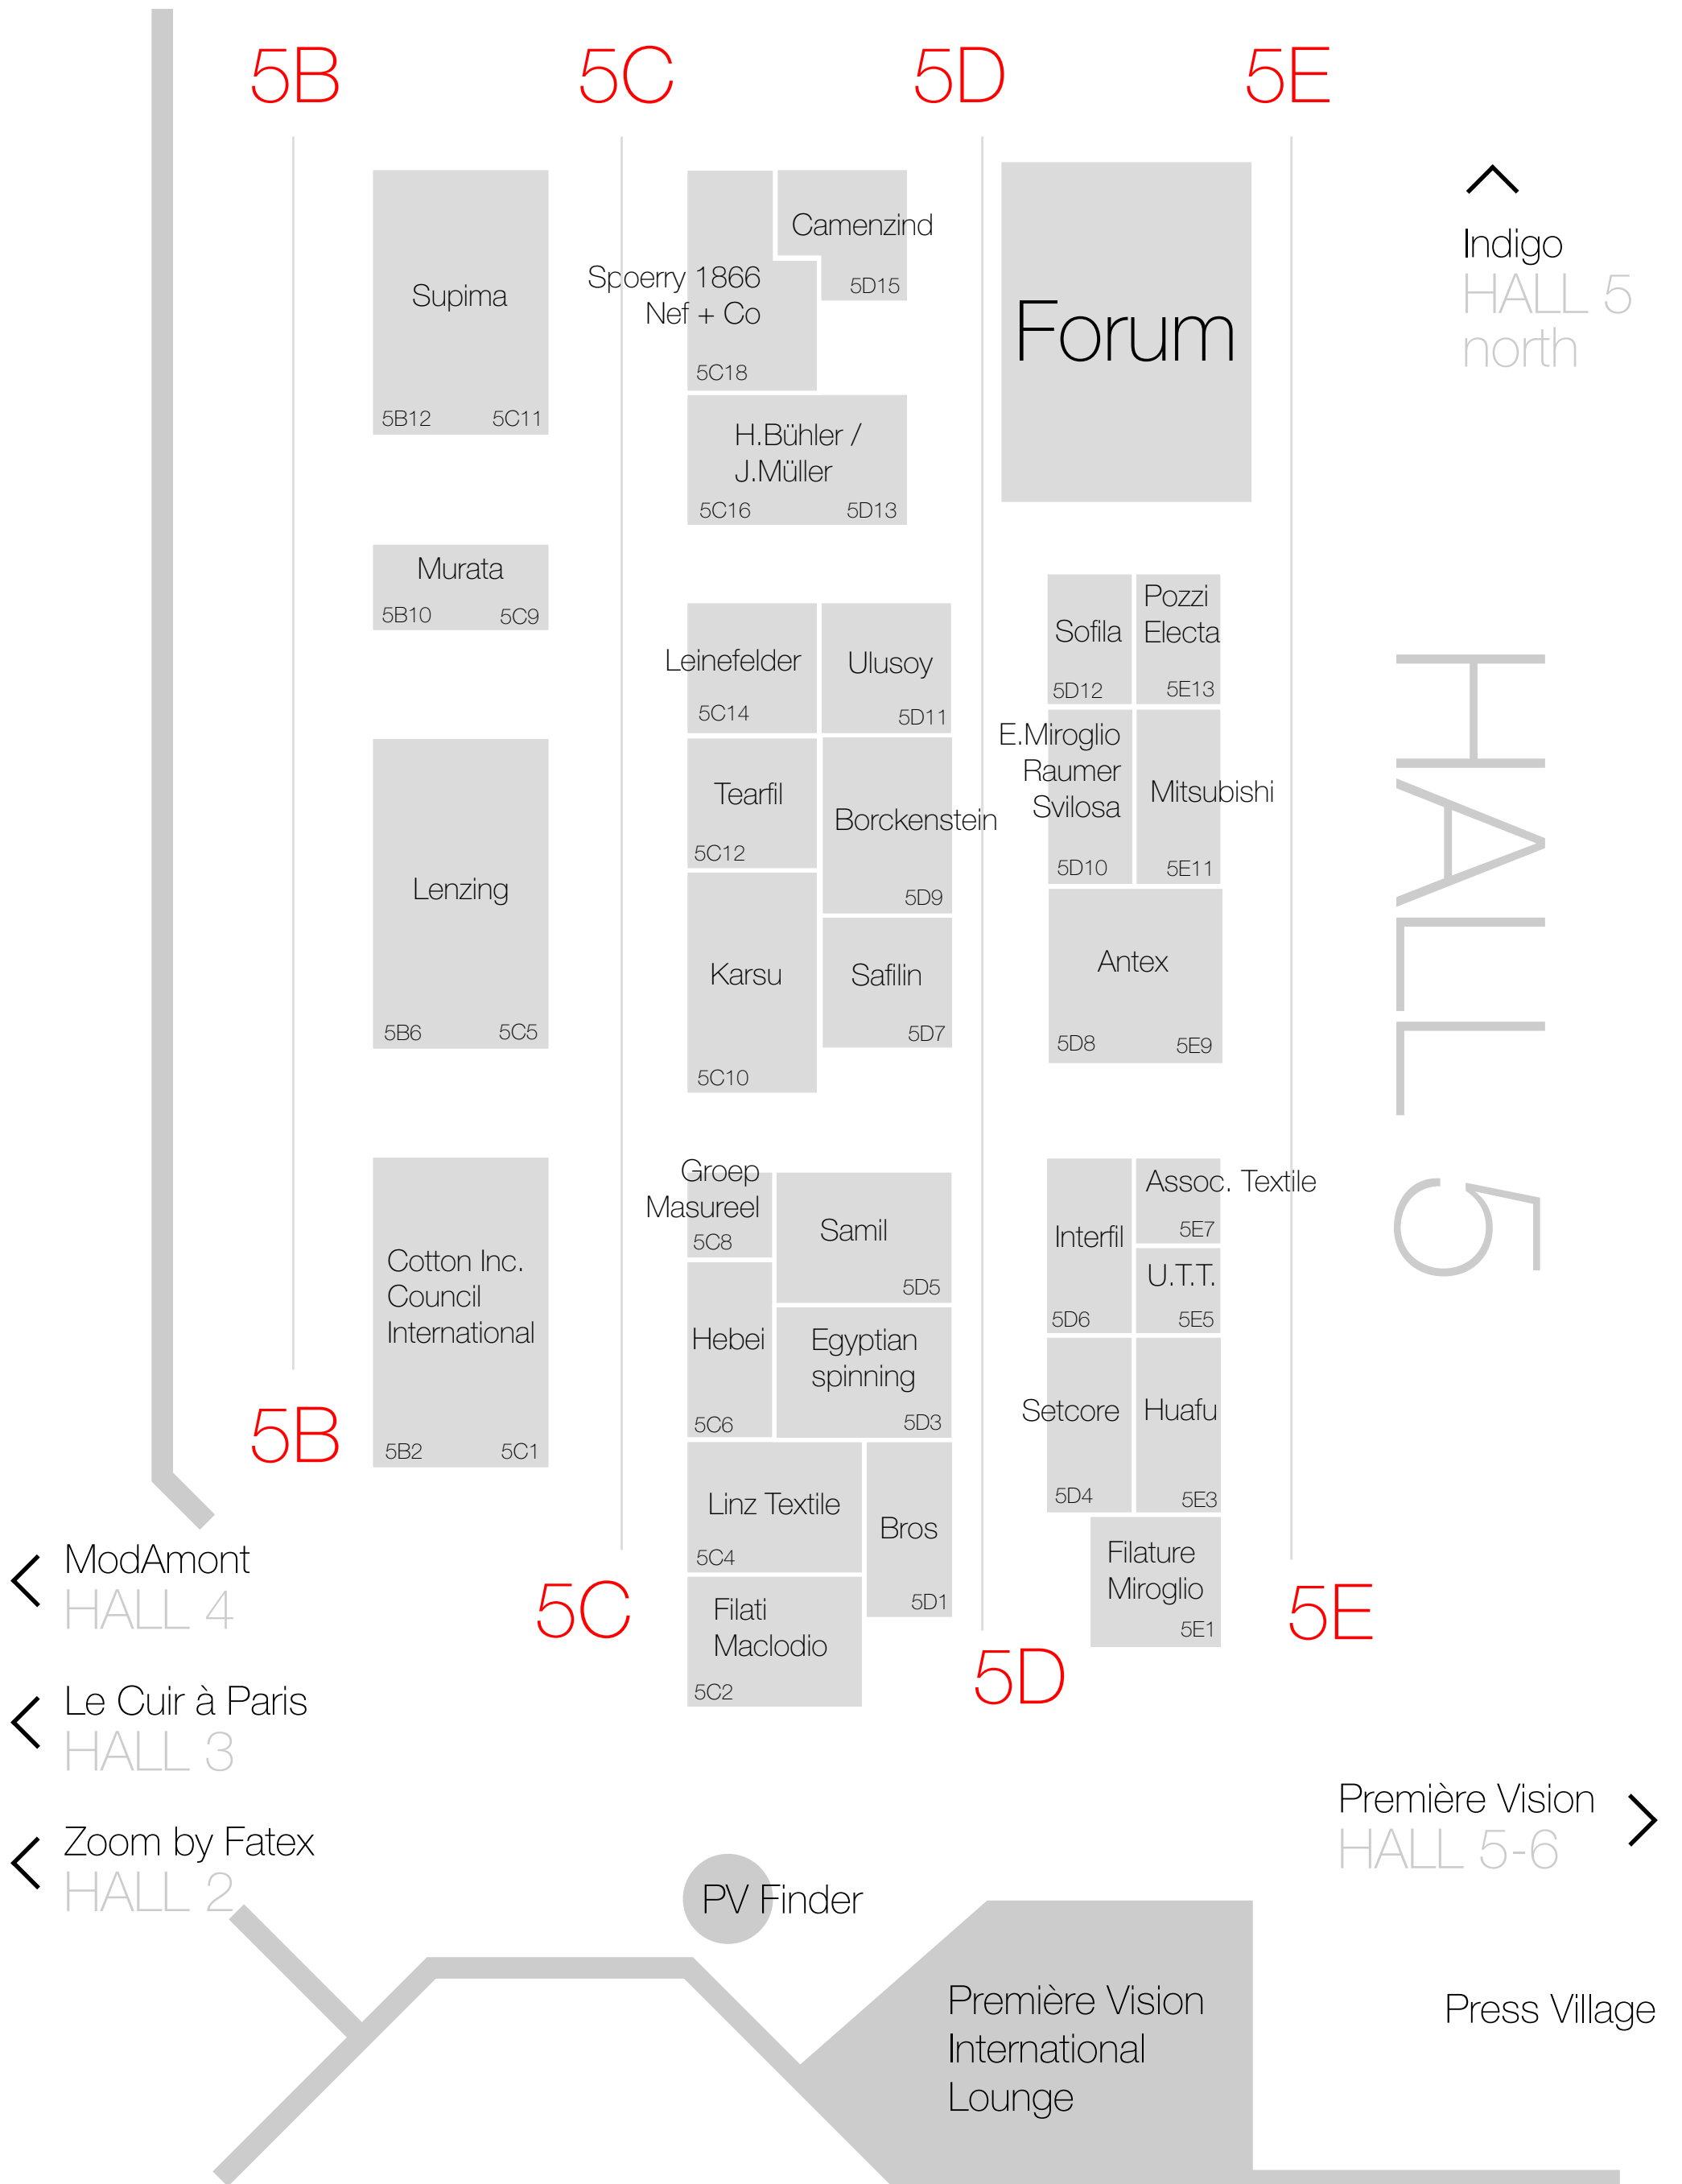 5B
5C
5D
5E
Supima
5B12
5C11
Murata
5B10
5C9
Lenzing
5B6
5C5
Cotton Inc.
Council
International
5B2
5C1
Spoerry 1866
Nef + Co
5C18
Camenzind
5D15
H.Bühler /
J.Müller
5C16
5D13
Leinefelder
5C14
Ulusoy
5D11
Tearfil
5C12
Borckenstein
5D9
Karsu
5C10
Safilin
5D7
Groep
Masureel
5C8
Samil
5D5
Hebei
5C6
Egyptian
spinning
5D3
Linz Textile
5C4
Bros
5D1
Filati
Maclodio
5C2
Forum
Sofila
5D12
Pozzi
Electa
5E13
E.Miroglio
Raumer
Svilosa
5D10
Mitsubishi
5E11
Antex
5D8
5E9
Interfil
5D6
Assoc. Textile
5E7
U.T.T.
5E5
Setcore
5D4
Huafu
5E3
Filature
Miroglio
5E1
Indigo
HALL 5
north
HALL 5
5B
5C
5D
5E
ModAmont
HALL 4
Le Cuir à Paris
HALL 3
Zoom by Fatex
HALL 2
Première Vision
HALL 5-6
PV Finder
Première Vision
International
Lounge
Press Village